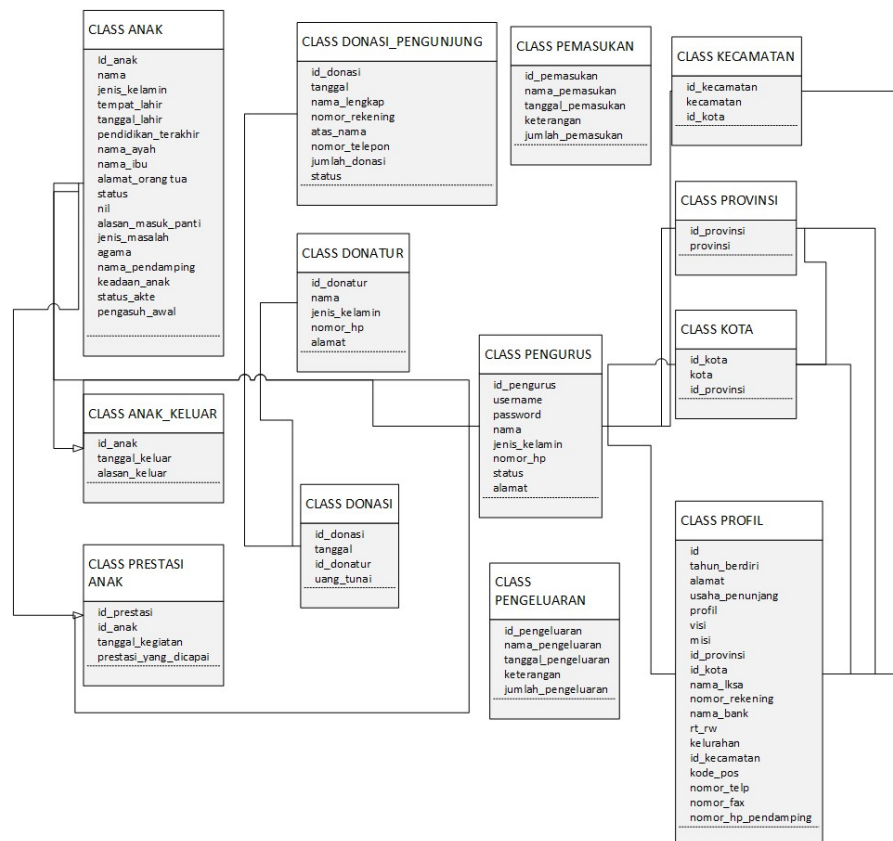 CLASS ANAK
Id_anak
nama
jenis_kelamin
tempat_lahir
tanggal_lahir
pendidikan_terakhir
nama_ayah
nama_ibu
alamat_orang tua
status
nil
alasan_masuk_panti
jenis_masalah
agama
nama_pendamping
keadaan_anak
status_akte
pengasuh_awal
CLASS ANAK_KELUAR
id_anak
tanggal_keluar
alasan_keluar
CLASS PRESTASI
ANAK
id_prestasi
id_anak
tanggal_kegiatan
prestasi_yang_dicapai
CLASS DONASI_PENGUNJUNG
id_donasi
tanggal
nama_lengkap
nomor_rekening
atas_nama
nomor_telepon
jumlah_donasi
status
CLASS DONATUR
id_donatur
nama
jenis_kelamin
nomor_hp
alamat
CLASS DONASI
id_donasi
tanggal
id_donatur
uang_tunai
CLASS PEMASUKAN
id_pemasukan
nama_pemasukan
tanggal_pemasukan
keterangan
jumlah_pemasukan
CLASS PENGURUS
id_pengurus
username
password
nama
jenis_kelamin
nomor_hp
status
alamat
CLASS
PENGELUARAN
id_pengeluaran
nama_pengeluaran
tanggal_pengeluaran
keterangan
jumlah_pengeluaran
CLASS KECAMATAN
id_kecamatan
kecamatan
id_kota
CLASS PROVINSI
id_provinsi
provinsi
CLASS KOTA
id_kota
kota
id_provinsi
CLASS PROFIL
id
tahun_berdiri
alamat
usaha_penunjang
profil
visi
misi
id_provinsi
id_kota
nama_lksa
nomor_rekening
nama_bank
rt_rw
kelurahan
id_kecamatan
kode_pos
nomor_telp
nomor_fax
nomor_hp_pendamping